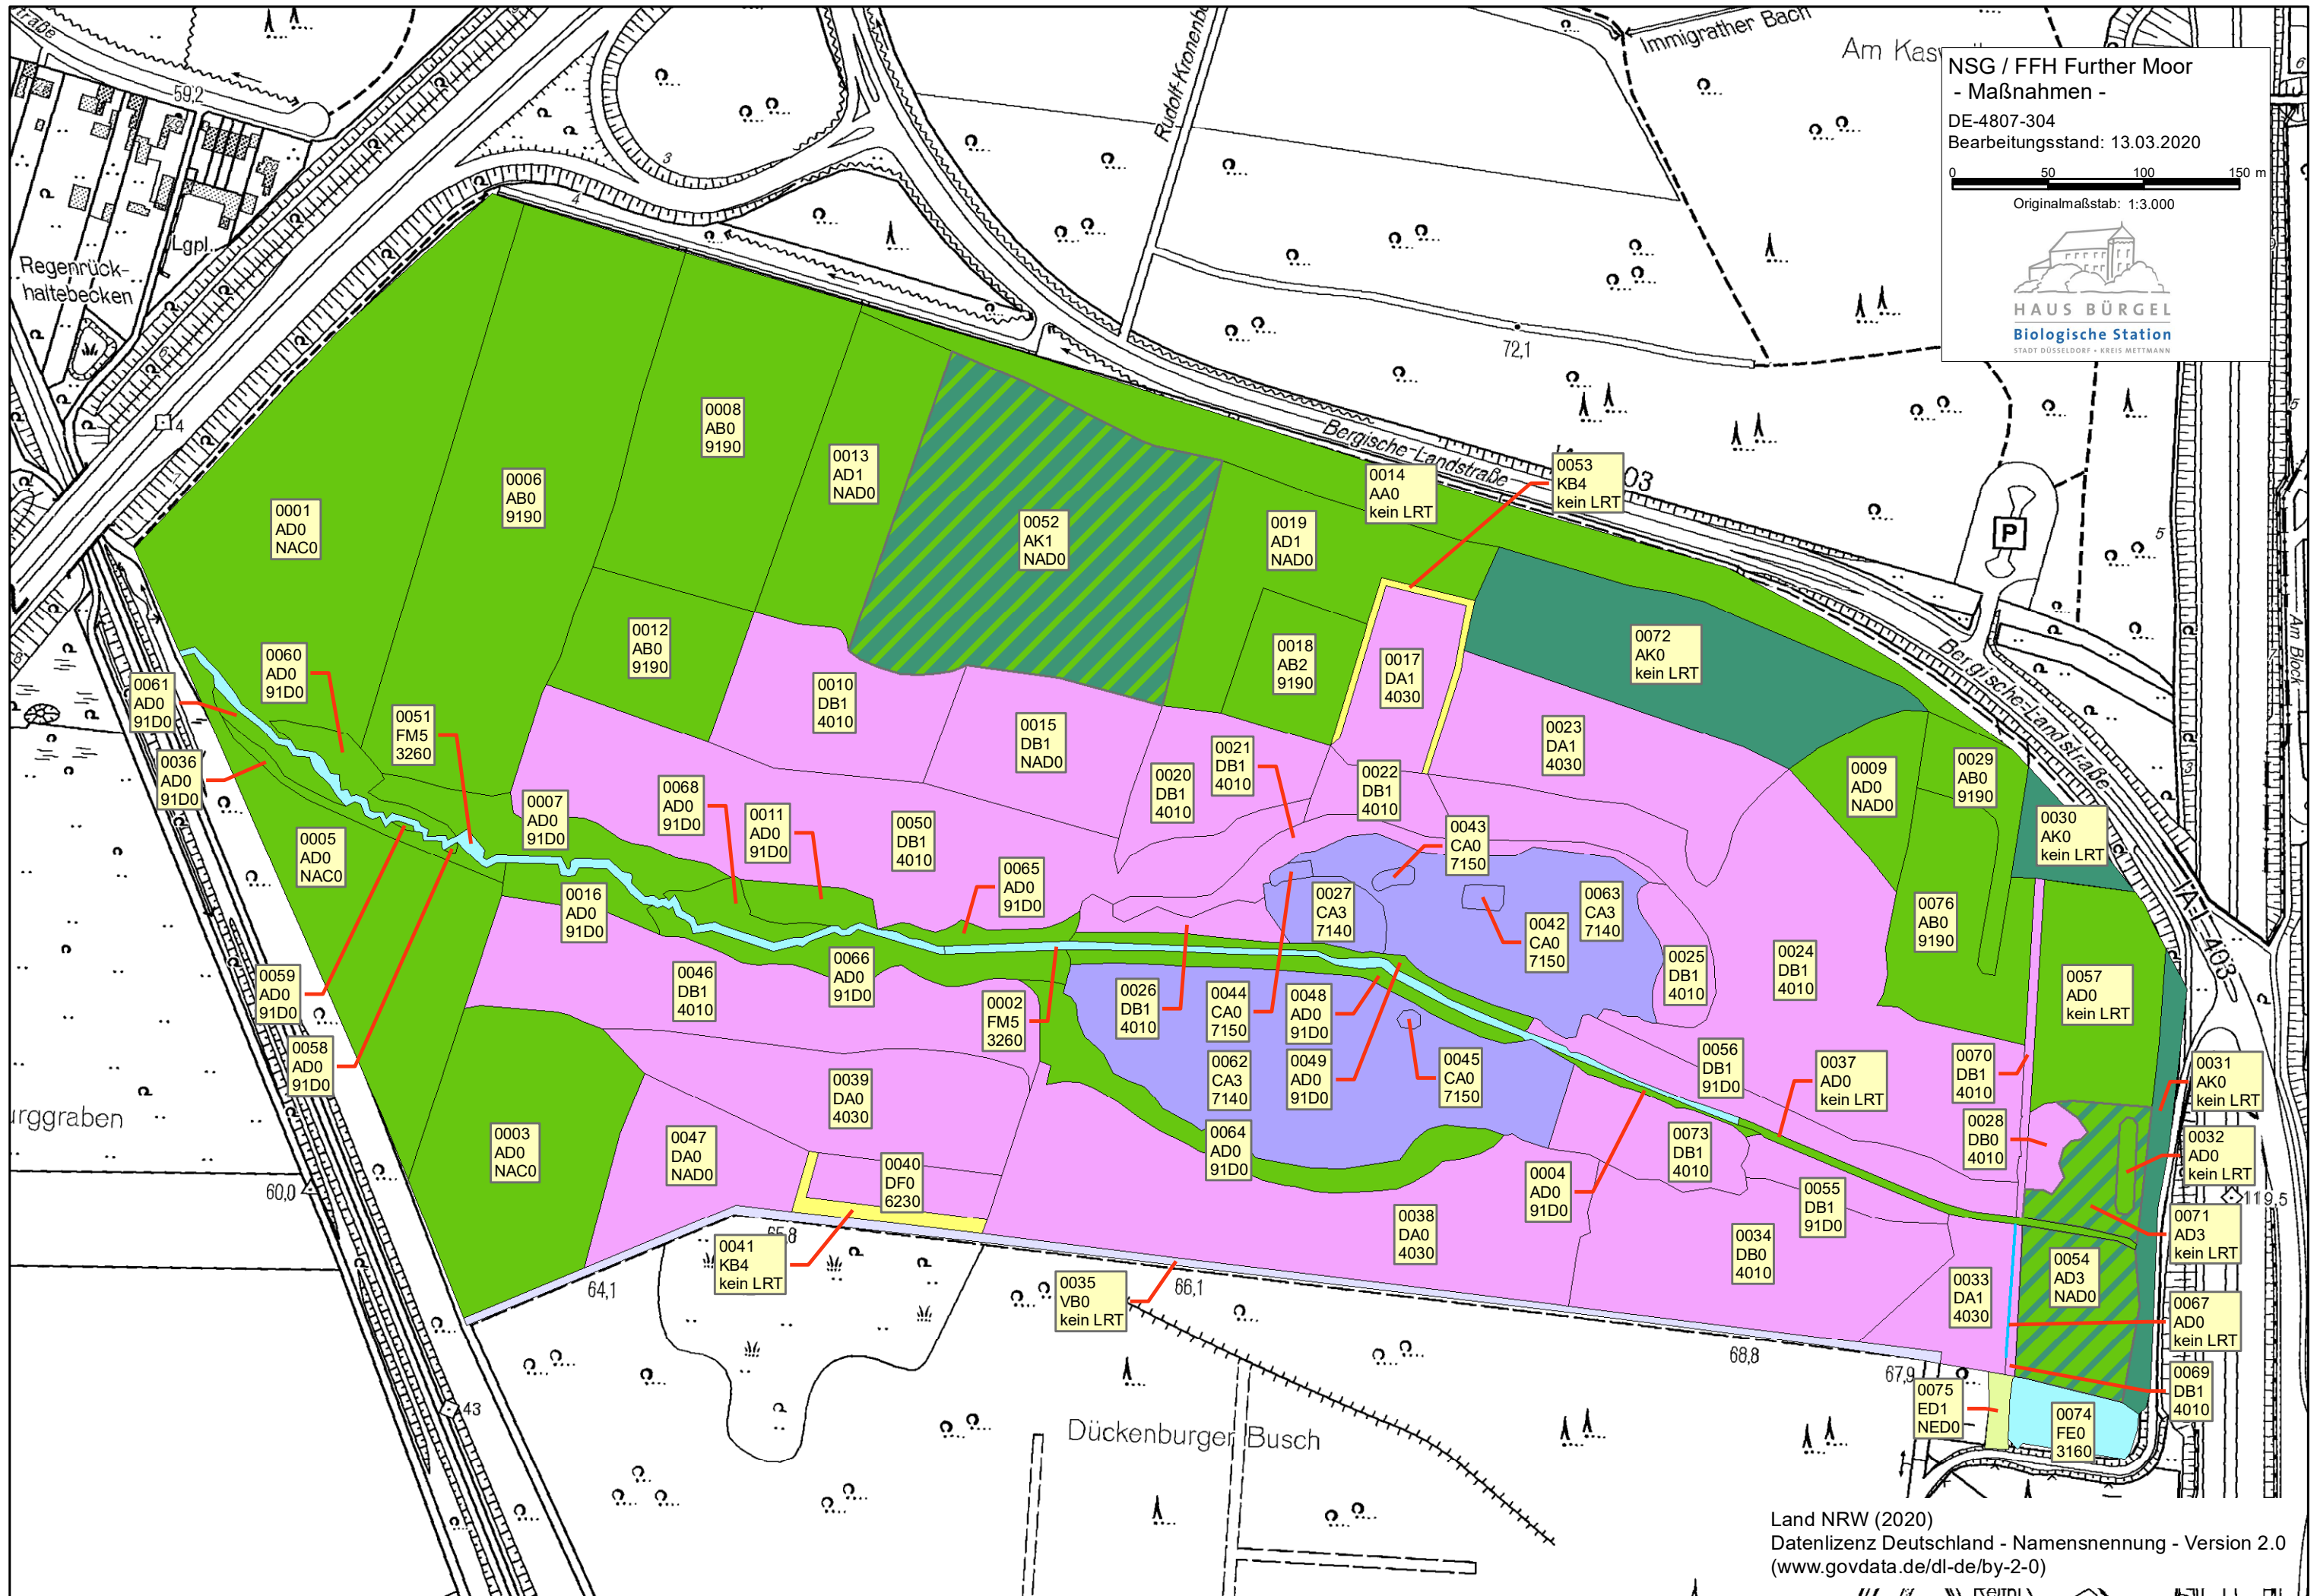 straße
59,2
Lgpl.
Regenrück-
haltebecken
4
3
4
Rudolf-Kronenbu
Immigrather Bach
Am Kas
72,1
NSG / FFH Further Moor
- Maßnahmen -
DE-4807-304
Bearbeitungsstand: 13.03.2020
0 50 100 150 m
Originalmaßstab: 1:3.000
HAUS BÜRGEL
Biologische Station
STADT DÜSSELDORF • KREIS METTMANN
Bergische-Landstraße
03
P
5
Bergische-Landstraße
Am Block
0001
AD0
NAC0
0006
AB0
9190
0008
AB0
9190
0013
AD1
NAD0
0052
AK1
NAD0
0014
AA0
kein LRT
0053
KB4
kein LRT
0019
AD1
NAD0
0012
AB0
9190
0018
AB2
9190
0017
DA1
4030
0072
AK0
kein LRT
0060
AD0
91D0
0061
AD0
91D0
0051
FM5
3260
0010
DB1
4010
0015
DB1
NAD0
0023
DA1
4030
0036
AD0
91D0
0007
AD0
91D0
0068
AD0
91D0
0011
AD0
91D0
0020
DB1
4010
0021
DB1
4010
0022
DB1
4010
0009
AD0
NAD0
0029
AB0
9190
0030
AK0
kein LRT
0005
AD0
NAC0
0050
DB1
4010
0043
CA0
7150
0065
AD0
91D0
0016
AD0
91D0
0027
CA3
7140
0042
CA0
7150
0063
CA3
7140
0076
AB0
9190
0059
AD0
91D0
0046
DB1
4010
0066
AD0
91D0
0025
DB1
4010
0024
DB1
4010
0057
AD0
kein LRT
0002
FM5
3260
0026
DB1
4010
0044
CA0
7150
0048
AD0
91D0
0058
AD0
91D0
0062
CA3
7140
0049
AD0
91D0
0045
CA0
7150
0056
DB1
91D0
0037
AD0
kein LRT
0070
DB1
4010
0031
AK0
kein LRT
0039
DA0
4030
0003
AD0
NAC0
0047
DA0
NAD0
0064
AD0
91D0
0073
DB1
4010
0028
DB0
4010
0032
AD0
kein LRT
0040
DF0
6230
0004
AD0
91D0
0055
DB1
91D0
0038
DA0
4030
0034
DB0
4010
0071
AD3
kein LRT
0054
AD3
NAD0
0041
KB4
kein LRT
0035
VB0
kein LRT
0033
DA1
4030
0067
AD0
kein LRT
0069
DB1
4010
0075
ED1
NED0
0074
FE0
3160
urggraben
60,0
43
64,1
65,8
66,1
68,8
67,9
119,5
Dückenburger Busch
Land NRW (2020)
Datenlizenz Deutschland - Namensnennung - Version 2.0
(www.govdata.de/dl-de/by-2-0)